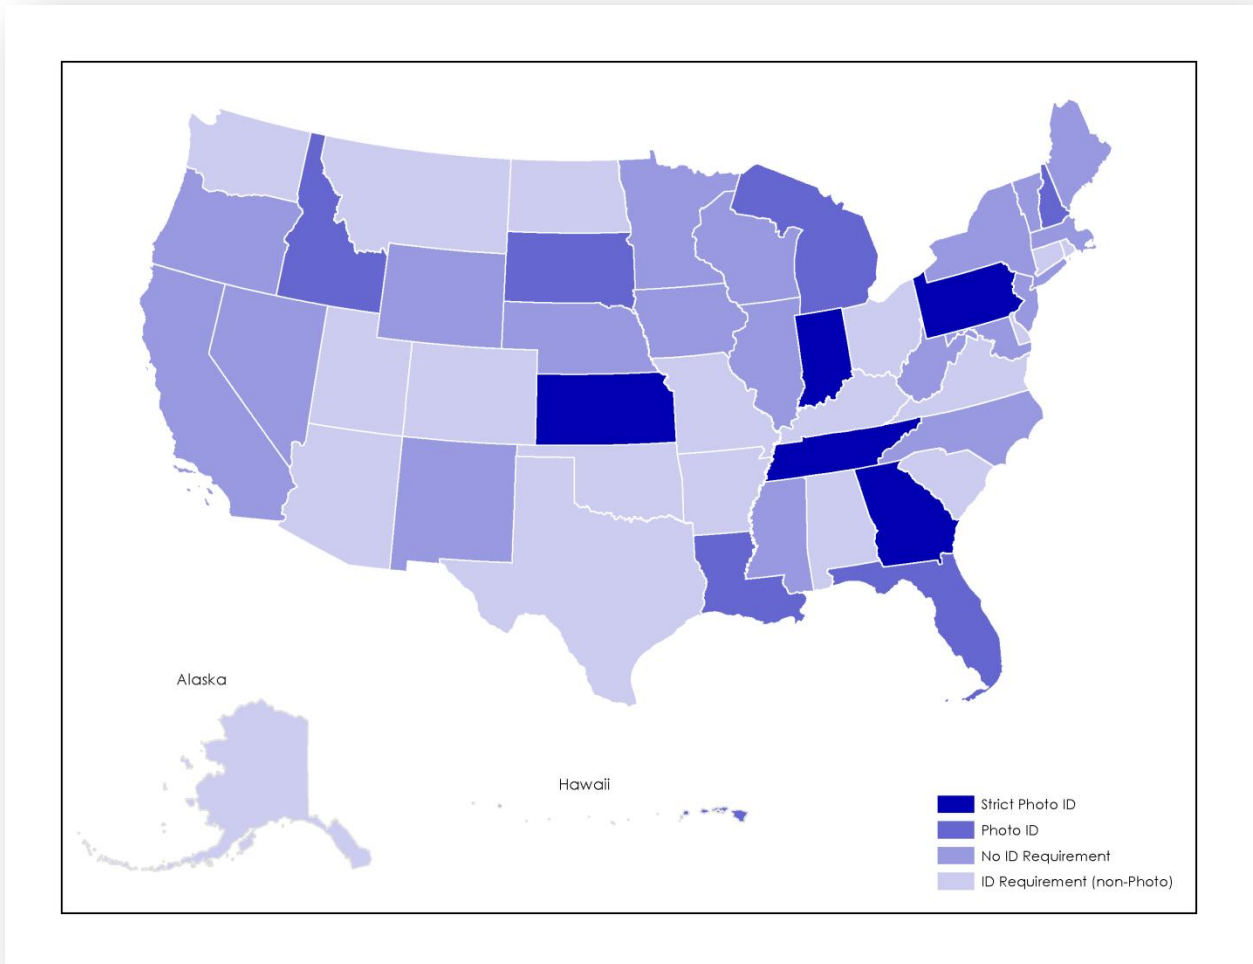 Alaska
Hawaii
Strict Photo ID
Photo ID
No ID Requirement
ID Requirement (non-Photo)